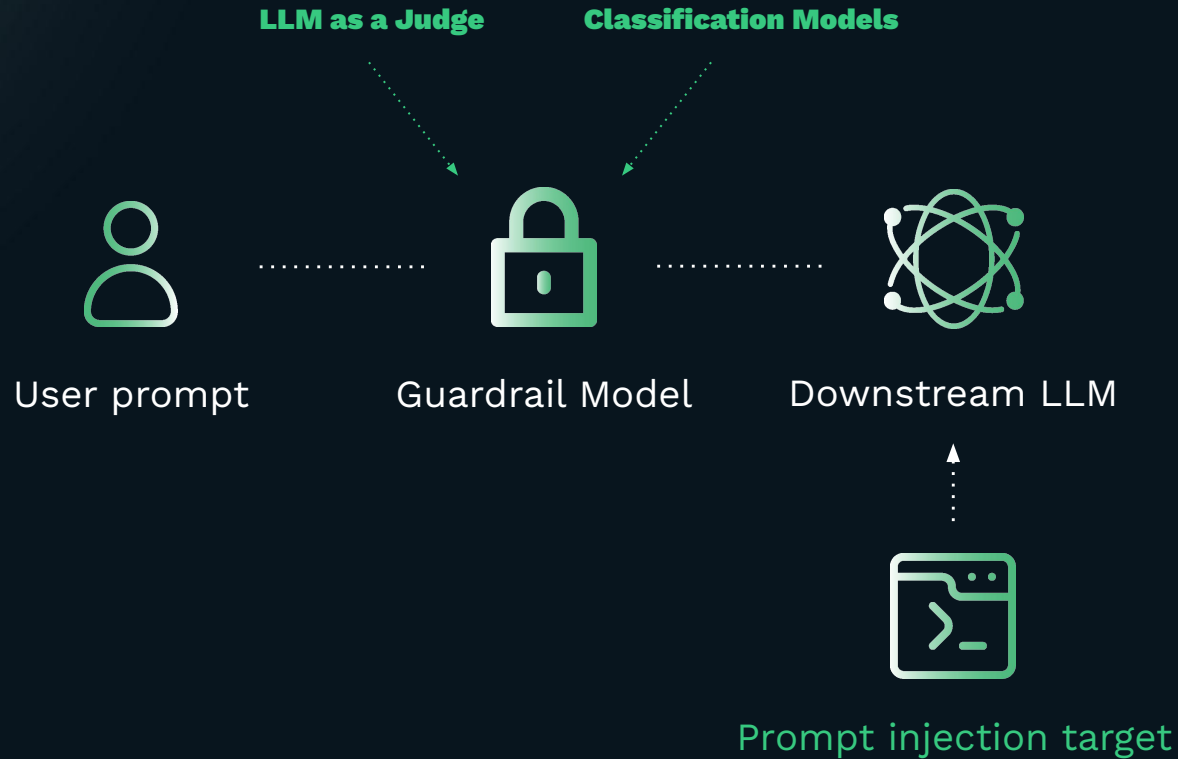 LLM as a Judge
Classification Models
User prompt
Guardrail Model
Downstream LLM
Prompt injection target